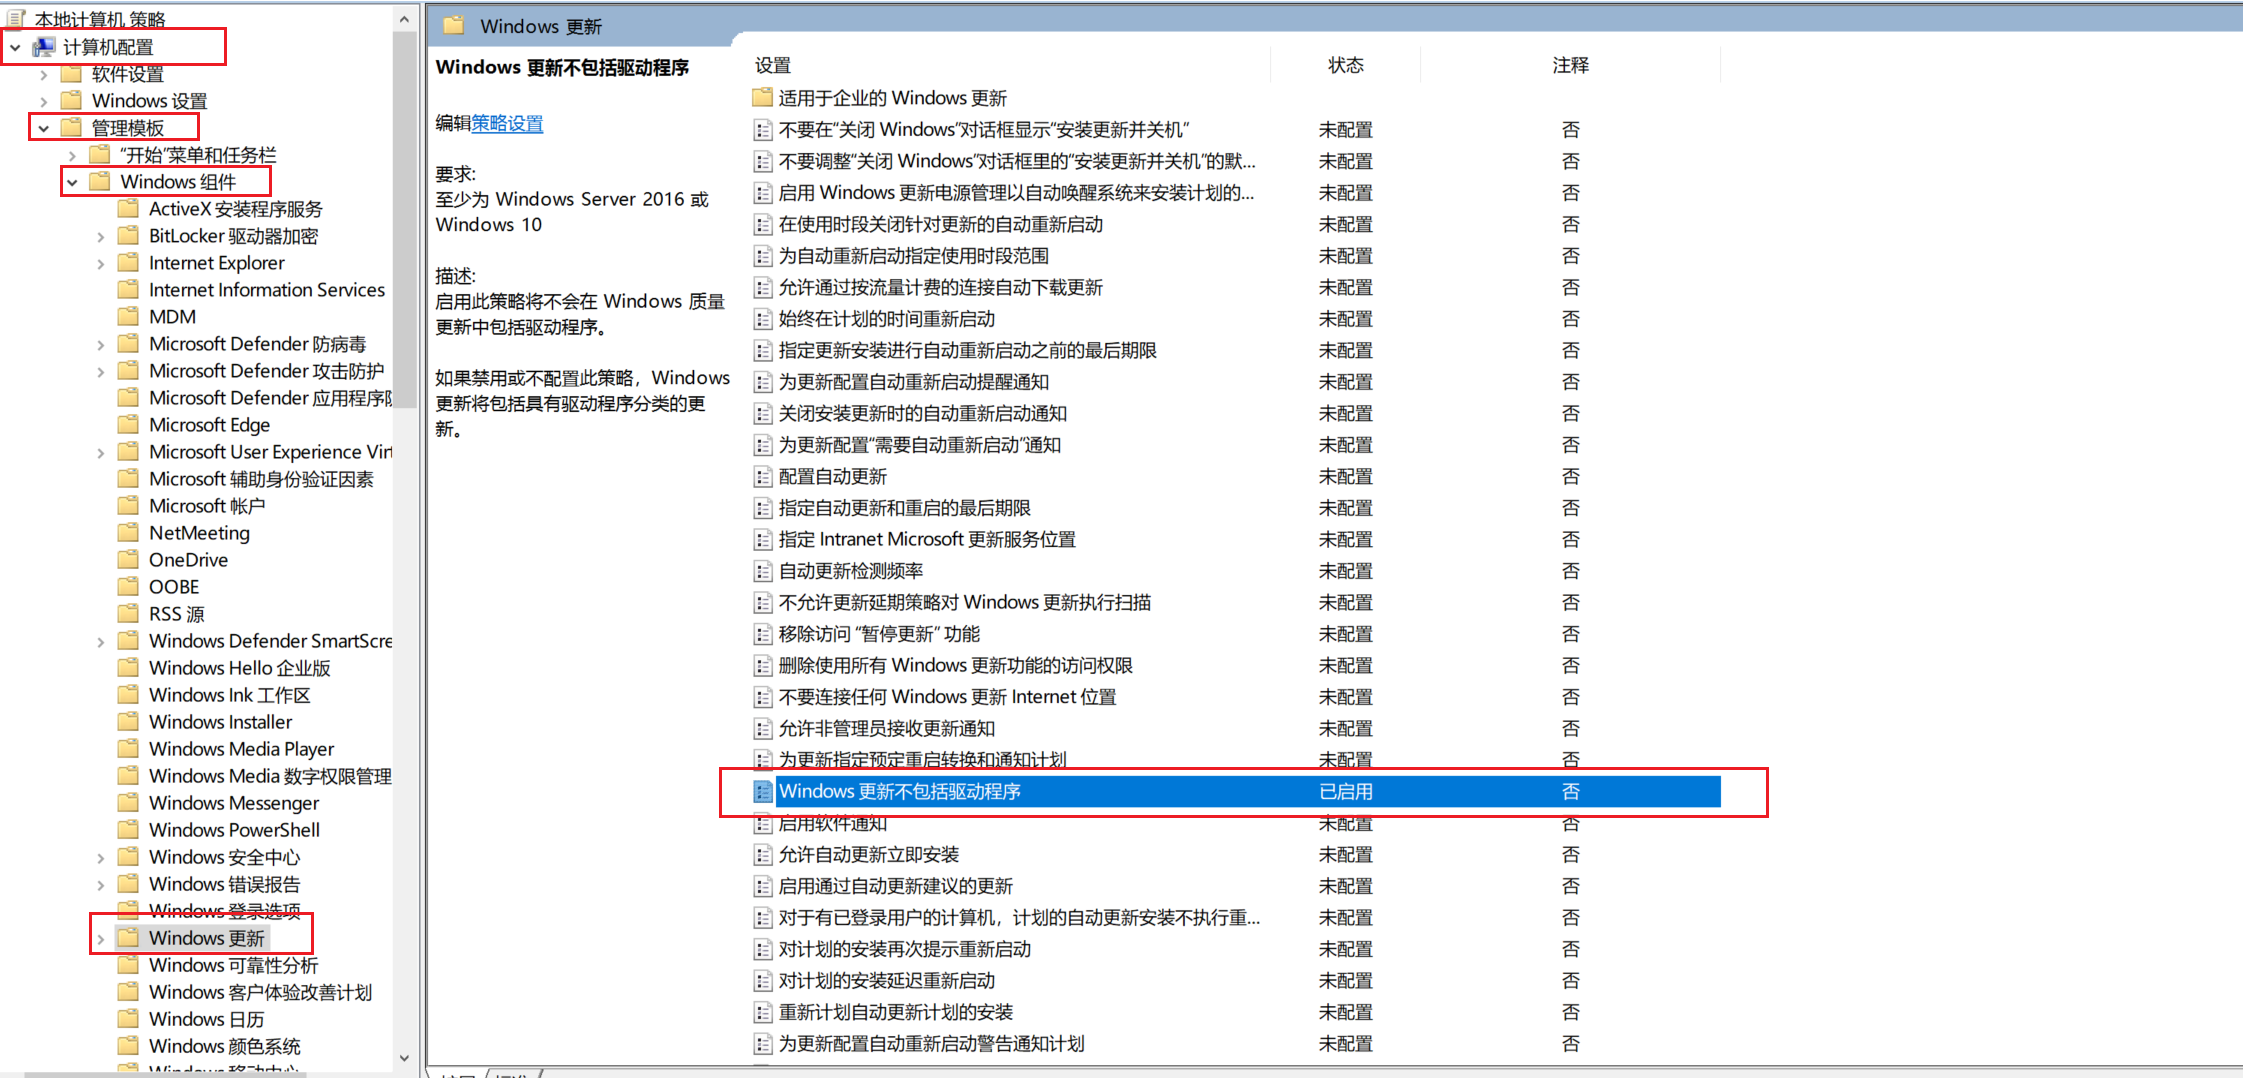 本地计算机 策略
计算机配置
软件设置
Windows 设置
管理模板
"开始"菜单和任务栏
Windows 组件
ActiveX 安装程序服务
BitLocker 驱动器加密
Internet Explorer
Internet Information Services
MDM
Microsoft Defender 防病毒
Microsoft Defender 攻击防护
Microsoft Defender 应用程序防
Microsoft Edge
Microsoft User Experience Virt
Microsoft 辅助身份验证因素
Microsoft 帐户
NetMeeting
OneDrive
OOBE
RSS 源
Windows Defender SmartScre
Windows Hello 企业版
Windows Ink 工作区
Windows Installer
Windows Media Player
Windows Media 数字权限管理
Windows Messenger
Windows PowerShell
Windows 安全中心
Windows 错误报告
Windows 登录选项
Windows 更新
Windows 可靠性分析
Windows 客户体验改善计划
Windows 日历
Windows 颜色系统
Windows 移动中心
Windows 更新
Windows 更新不包括驱动程序
编辑策略设置
要求:
至少为 Windows Server 2016 或
Windows 10
描述:
启用此策略将不会在 Windows 质量
更新中包括驱动程序。
如果禁用或不配置此策略，Windows
更新将包括具有驱动程序分类的更
新。
设置 状态 注释
适用于企业的 Windows 更新
不要在"关闭 Windows"对话框显示"安装更新并关机" 未配置 否
不要调整"关闭 Windows"对话框里的"安装更新并关机"的默... 未配置 否
启用 Windows 更新电源管理以自动唤醒系统来安装计划的... 未配置 否
在使用时段关闭针对更新的自动重新启动 未配置 否
为自动重新启动指定使用时段范围 未配置 否
允许通过按流量计费的连接自动下载更新 未配置 否
始终在计划的时间重新启动 未配置 否
指定更新安装进行自动重新启动之前的最后期限 未配置 否
为更新配置自动重新启动提醒通知 未配置 否
关闭安装更新时的自动重新启动通知 未配置 否
为更新配置"需要自动重新启动"通知 未配置 否
配置自动更新 未配置 否
指定自动更新和重启的最后期限 未配置 否
指定 Intranet Microsoft 更新服务位置 未配置 否
自动更新检测频率 未配置 否
不允许更新延期策略对 Windows 更新执行扫描 未配置 否
移除访问 "暂停更新" 功能 未配置 否
删除使用所有 Windows 更新功能的访问权限 未配置 否
不要连接任何 Windows 更新 Internet 位置 未配置 否
允许非管理员接收更新通知 未配置 否
为更新指定预定重启转换和通知计划 未配置 否
Windows 更新不包括驱动程序 已启用 否
启用软件通知 未配置 否
允许自动更新立即安装 未配置 否
启用通过自动更新建议的更新 未配置 否
对于有已登录用户的计算机，计划的自动更新安装不执行重... 未配置 否
对计划的安装再次提示重新启动 未配置 否
对计划的安装延迟重新启动 未配置 否
重新计划自动更新计划的安装 未配置 否
为更新配置自动重新启动警告通知计划 未配置 否
扩展 标准